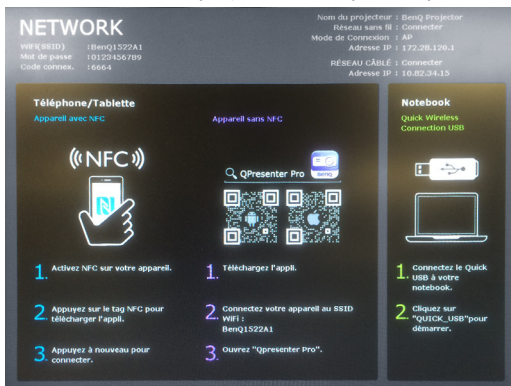 NETWORK
WiFi(SSID) :BenQ1522A1
Mot de passe :0123456789
Code connex. :6664
Nom du projecteur : BenQ Projector
Réseau sans fil : Connecter
Mode de Connexion : AP
Adresse IP : 172.28.120.1
RÉSEAU CÂBLÉ : Connecter
Adresse IP : 10.82.34.15
Téléphone/Tablette
Appareil avec NFC
NFC
1. Activez NFC sur votre appareil.
2. Appuyez sur le tag NFC pour
télécharger l'appli.
3. Appuyez à nouveau pour
connecter.
Appareil sans NFC
QPresenter Pro
BenQ
1. Téléchargez l'appli.
2. Connectez votre appareil au SSID
WiFi :
BenQ1522A1
3. Ouvrez "Qpresenter Pro".
Notebook
Quick Wireless
Connection USB
1. Connectez le Quick
USB à votre
notebook.
2. Cliquez sur
"QUICK_USB"pour
démarrer.